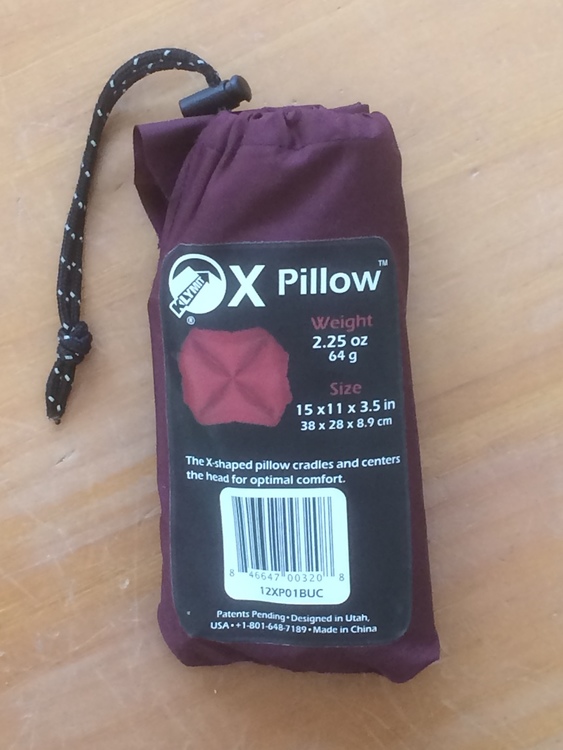 KLYMIT
®
X Pillow™
Weight
2.25 oz
64 g
Size
15 x11 x 3.5 in
38 x 28 x 8.9 cm
The X-shaped pillow cradles and centers
the head for optimal comfort.
8 46647 00320 8
12XP01BUC
Patents Pending • Designed in Utah,
USA • +1-801-648-7189 • Made in China